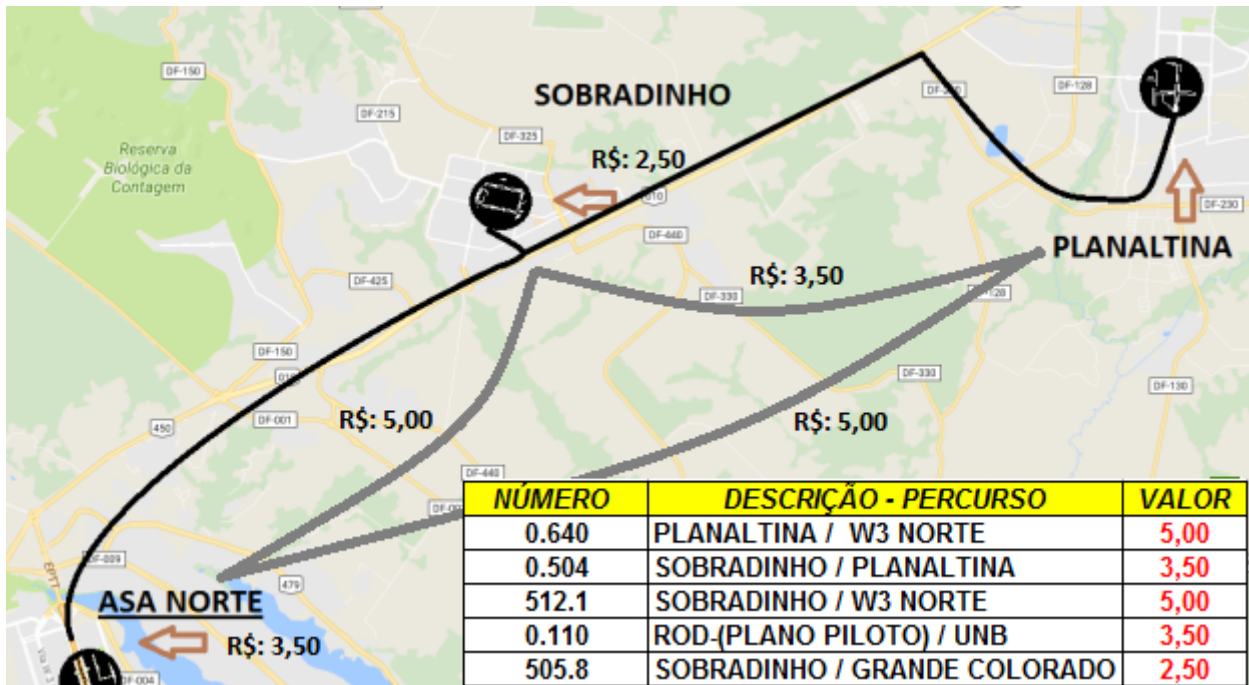 DF-150
SOBRADINHO
DF-128
DF-215
DF-325
Reserva
Biológica da
Contagem
R$: 2,50
010
DF-230
DF-440
PLANALTINA
DF-425
R$: 3,50
DF-330
DF-128
DF-150
DF-330
DF-130
DF-001
R$: 5,00
R$: 5,00
450
DF-440
DF-009
479
EPTT
ASA NORTE
R$: 3,50
DF-004
NÚMERO DESCRIÇÃO - PERCURSO VALOR
0.640 PLANALTINA / W3 NORTE 5,00
0.504 SOBRADINHO / PLANALTINA 3,50
512.1 SOBRADINHO / W3 NORTE 5,00
0.110 ROD-(PLANO PILOTO) / UNB 3,50
505.8 SOBRADINHO / GRANDE COLORADO 2,50